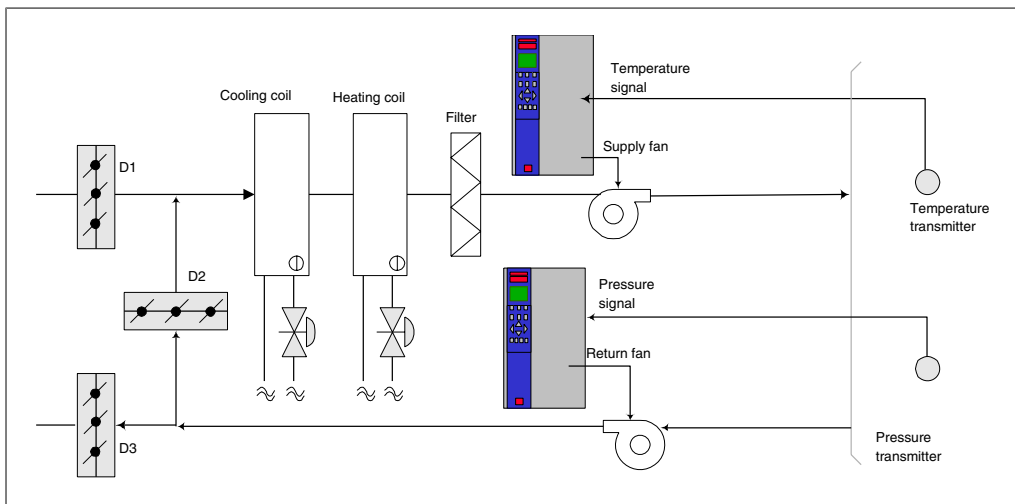 Temperature
signal
Cooling coil
Heating coil
Filter
Supply fan
D1
Temperature
transmitter
D2
Pressure
signal
Return fan
D3
Pressure
transmitter